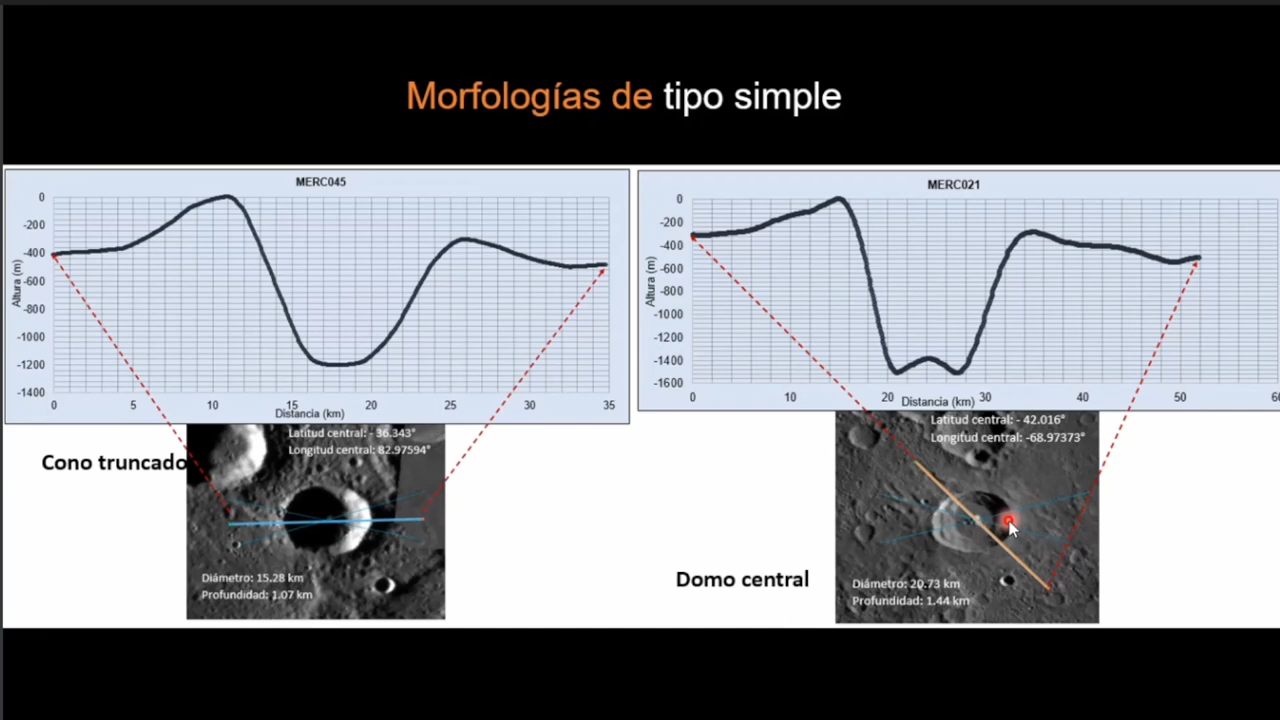 Morfologías de tipo simple
MERC045
0
-200
-400
-600
-800
-1000
-1200
-1400
Altura (m)
0 5 10 15 20 25 30 35
Distancia (km)
MERC021
0
-200
-400
-600
-800
-1000
-1200
-1400
-1600
Altura (m)
0 10 20 30 40 50 60
Distancia (km)
Cono truncado
Latitud central: - 36.343°
Longitud central: 82.97594°
Diámetro: 15.28 km
Profundidad: 1.07 km
Domo central
Latitud central: - 42.016°
Longitud central: -68.97373°
Diámetro: 20.73 km
Profundidad: 1.44 km